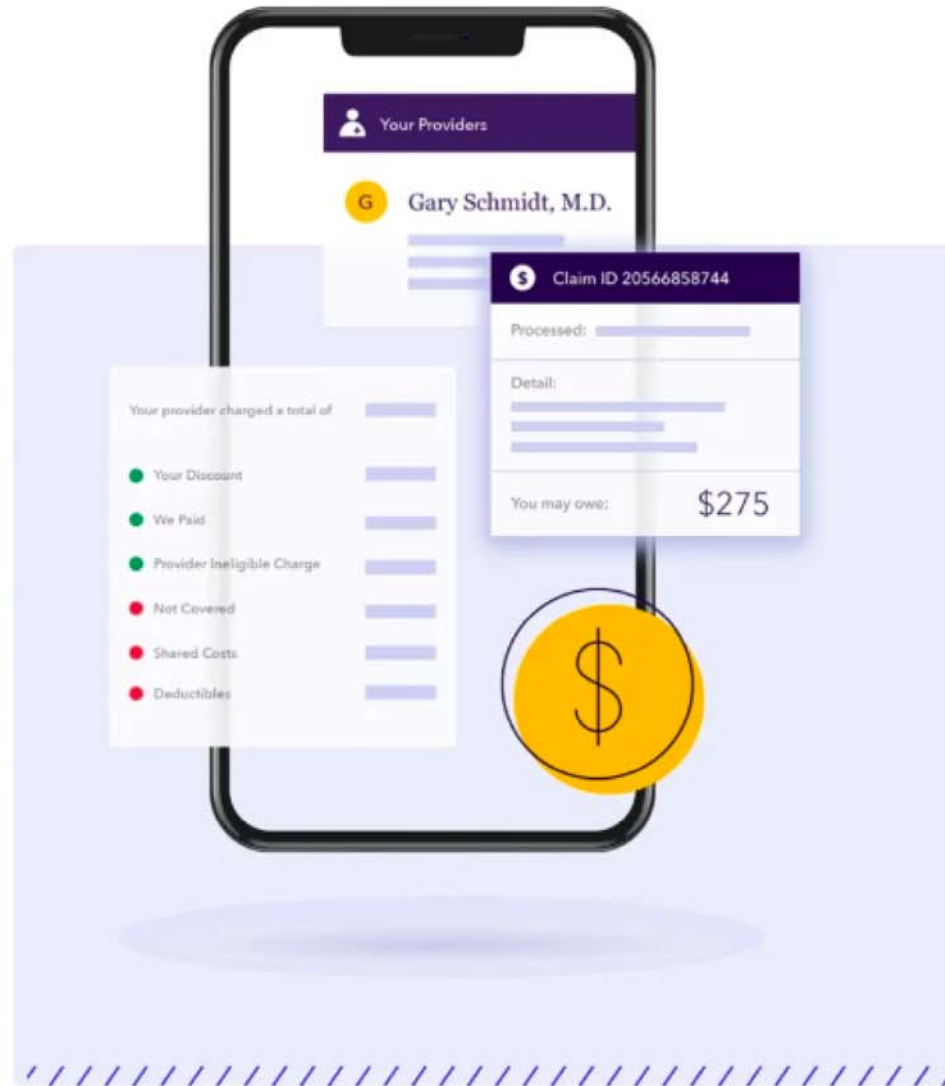 Your Providers
G
Gary Schmidt, M.D.
$ Claim ID 20566858744
Processed:
Detail:
You may owe: $275
Your provider charged a total of
Your Discount
We Paid
Provider Ineligible Charge
Not Covered
Shared Costs
Deductibles
$